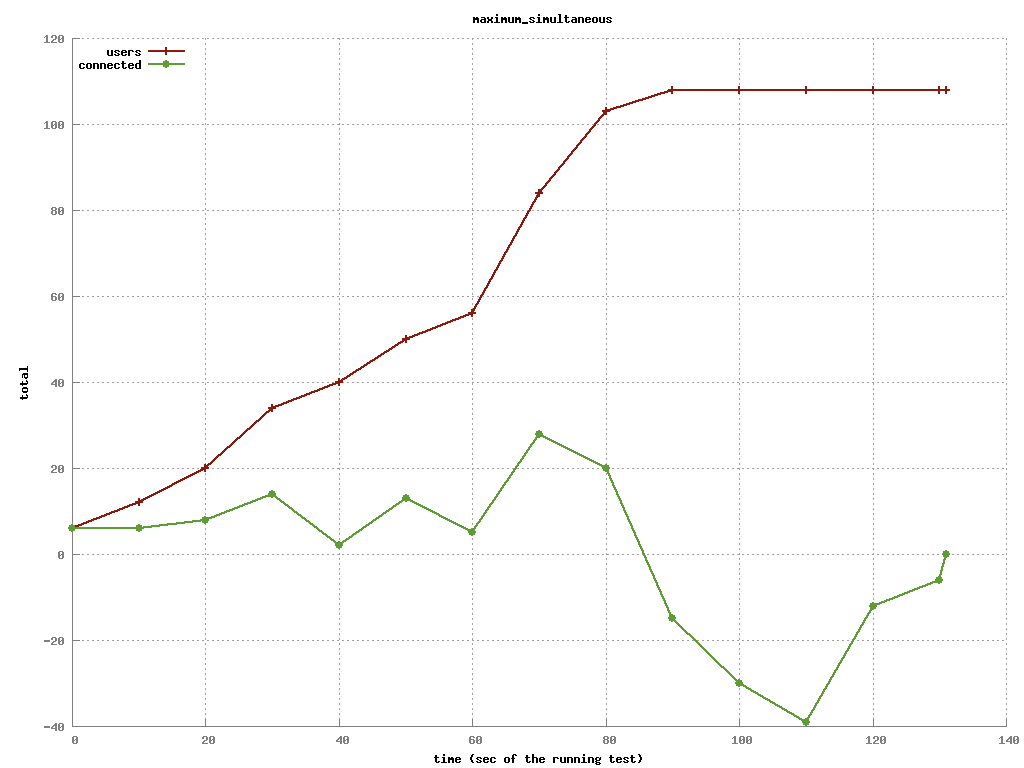 maximum_simultaneous
users
connected
120
100
80
60
40
20
0
-20
-40
total
0 20 40 60 80 100 120 140
time (sec of the running test)